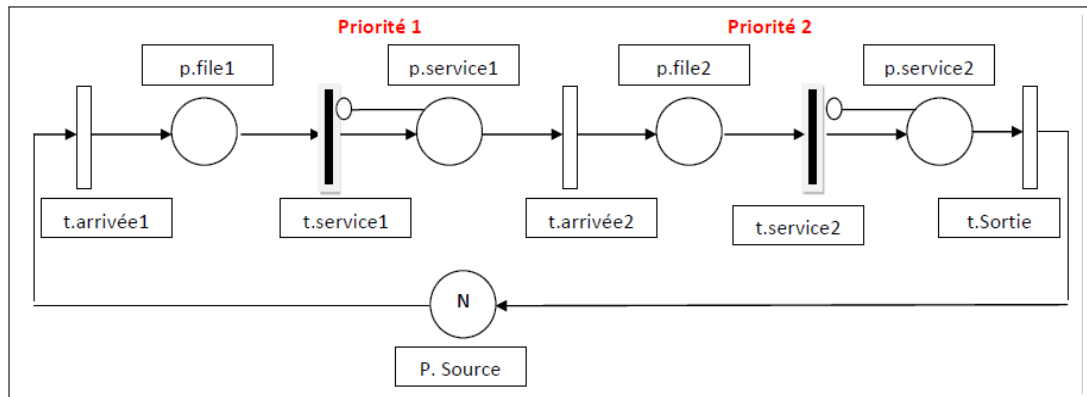 Priorité 1
Priorité 2
p.file1
p.service1
p.file2
p.service2
t.arrivée1
t.service1
t.arrivée2
t.service2
t.Sortie
N
P. Source